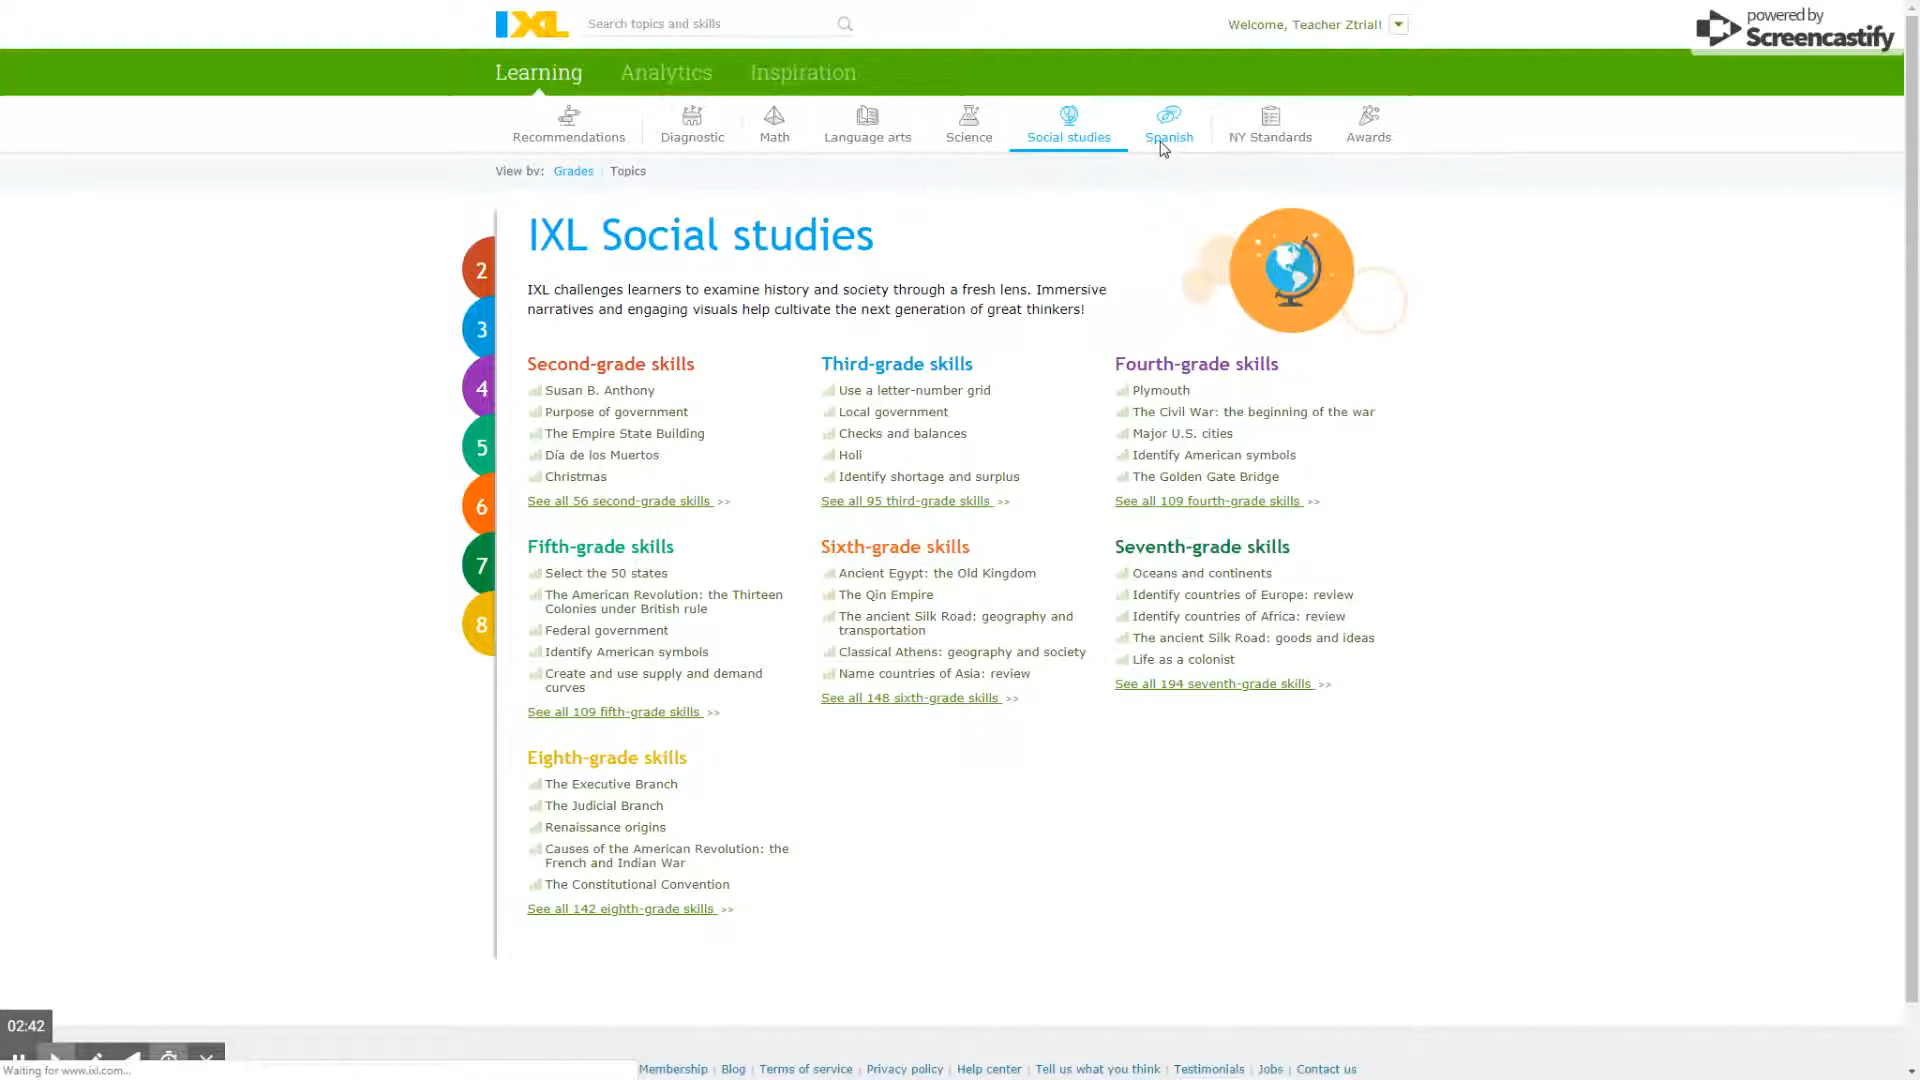 IXL
Search topics and skills
Welcome, Teacher Ztrial!
powered by
Screencastify
Learning
Analytics
Inspiration
Recommendations
Diagnostic
Math
Language arts
Science
Social studies
Spanish
NY Standards
Awards
View by: Grades | Topics
IXL Social studies
IXL challenges learners to examine history and society through a fresh lens. Immersive
narratives and engaging visuals help cultivate the next generation of great thinkers!
2
3
4
5
6
7
8
Second-grade skills
Susan B. Anthony
Purpose of government
The Empire State Building
Día de los Muertos
Christmas
See all 56 second-grade skills >>
Third-grade skills
Use a letter-number grid
Local government
Checks and balances
Holi
Identify shortage and surplus
See all 95 third-grade skills >>
Fourth-grade skills
Plymouth
The Civil War: the beginning of the war
Major U.S. cities
Identify American symbols
The Golden Gate Bridge
See all 109 fourth-grade skills >>
Fifth-grade skills
Select the 50 states
The American Revolution: the Thirteen
Colonies under British rule
Federal government
Identify American symbols
Create and use supply and demand
curves
See all 109 fifth-grade skills >>
Sixth-grade skills
Ancient Egypt: the Old Kingdom
The Qin Empire
The ancient Silk Road: geography and
transportation
Classical Athens: geography and society
Name countries of Asia: review
See all 148 sixth-grade skills >>
Seventh-grade skills
Oceans and continents
Identify countries of Europe: review
Identify countries of Africa: review
The ancient Silk Road: goods and ideas
Life as a colonist
See all 194 seventh-grade skills >>
Eighth-grade skills
The Executive Branch
The Judicial Branch
Renaissance origins
Causes of the American Revolution: the
French and Indian War
The Constitutional Convention
See all 142 eighth-grade skills >>
02:42
Waiting for www.ixl.com...
Membership | Blog | Terms of service | Privacy policy | Help center | Tell us what you think | Testimonials | Jobs | Contact us